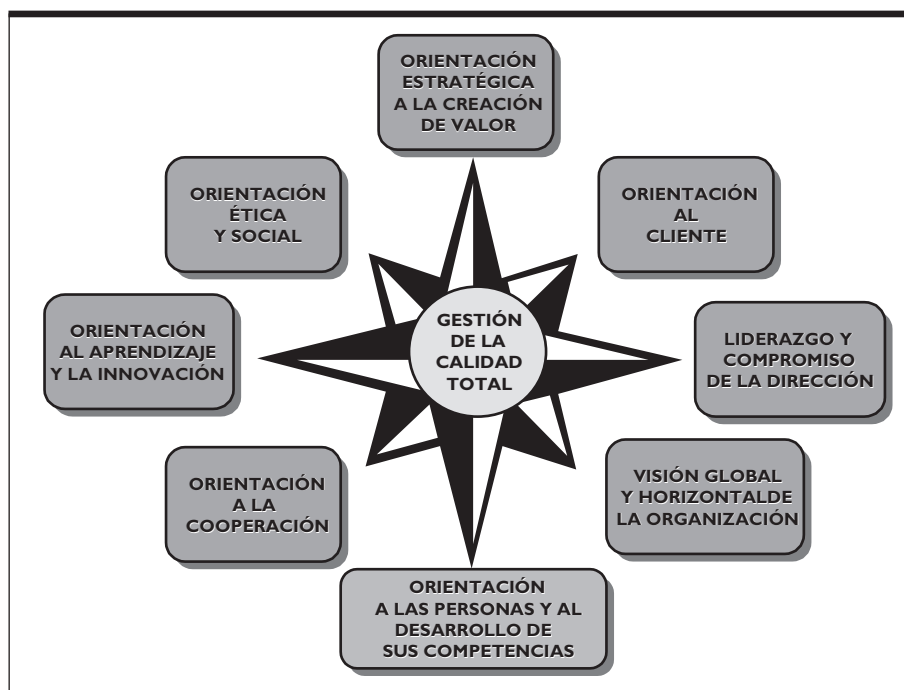 ORIENTACIÓN
ESTRATÉGICA
A LA CREACIÓN
DE VALOR
ORIENTACIÓN
ÉTICA
Y SOCIAL
ORIENTACIÓN
AL
CLIENTE
ORIENTACIÓN
AL APRENDIZAJE
Y LA INNOVACIÓN
GESTIÓN
DE LA
CALIDAD
TOTAL
LIDERAZGO Y
COMPROMISO
DE LA DIRECCIÓN
ORIENTACIÓN
A LA
COOPERACIÓN
VISIÓN GLOBAL
Y HORIZONTALDE
LA ORGANIZACIÓN
ORIENTACIÓN
A LAS PERSONAS Y AL
DESARROLLO DE
SUS COMPETENCIAS